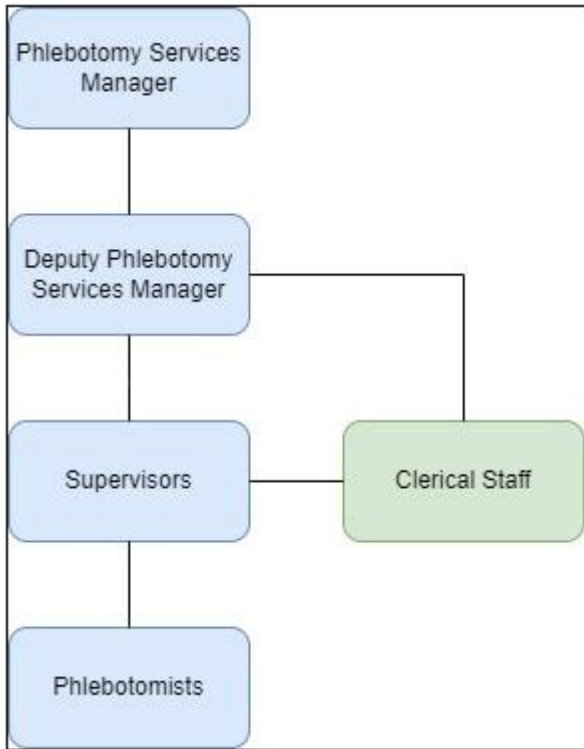 Phlebotomy Services
Manager
Deputy Phlebotomy
Services Manager
Supervisors
Clerical Staff
Phlebotomists